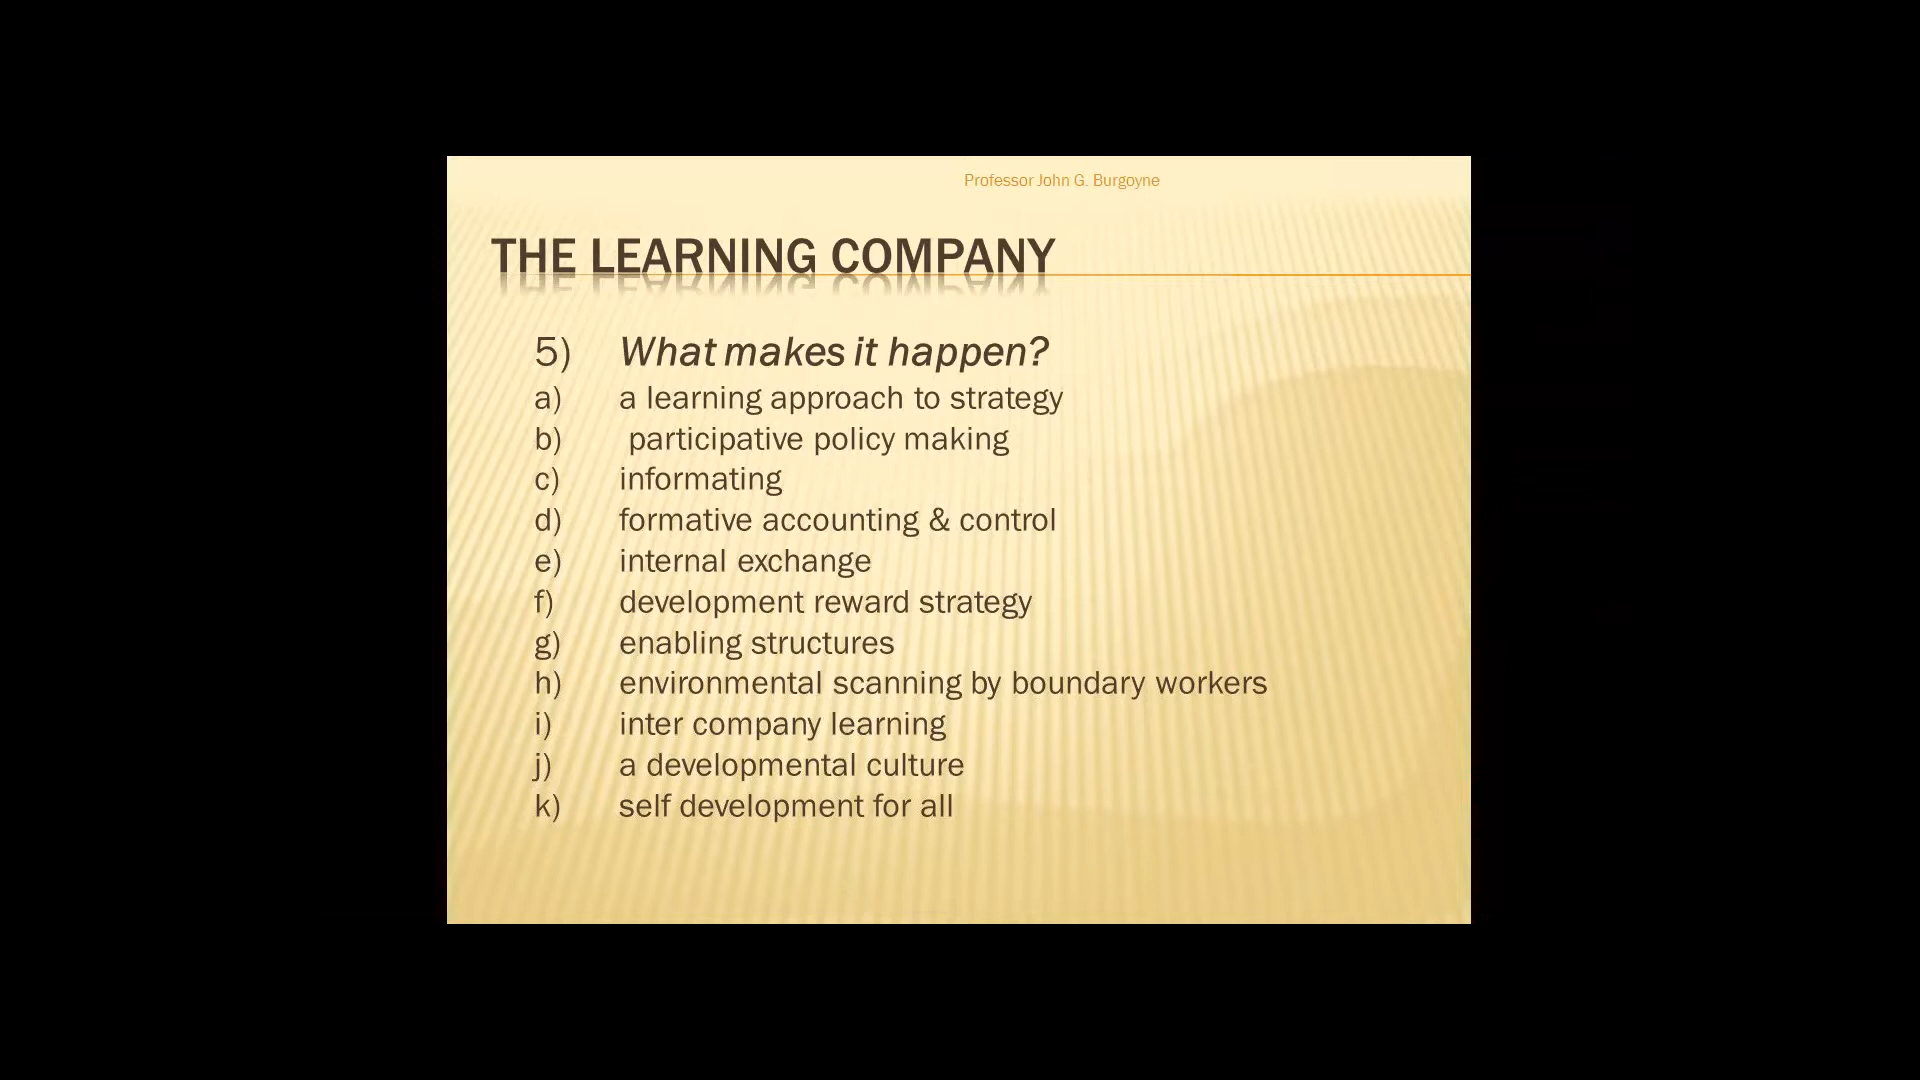 Professor John G. Burgoyne
THE LEARNING COMPANY
5) What makes it happen?
a) a learning approach to strategy
b) participative policy making
c) informating
d) formative accounting & control
e) internal exchange
f) development reward strategy
g) enabling structures
h) environmental scanning by boundary workers
i) inter company learning
j) a developmental culture
k) self development for all